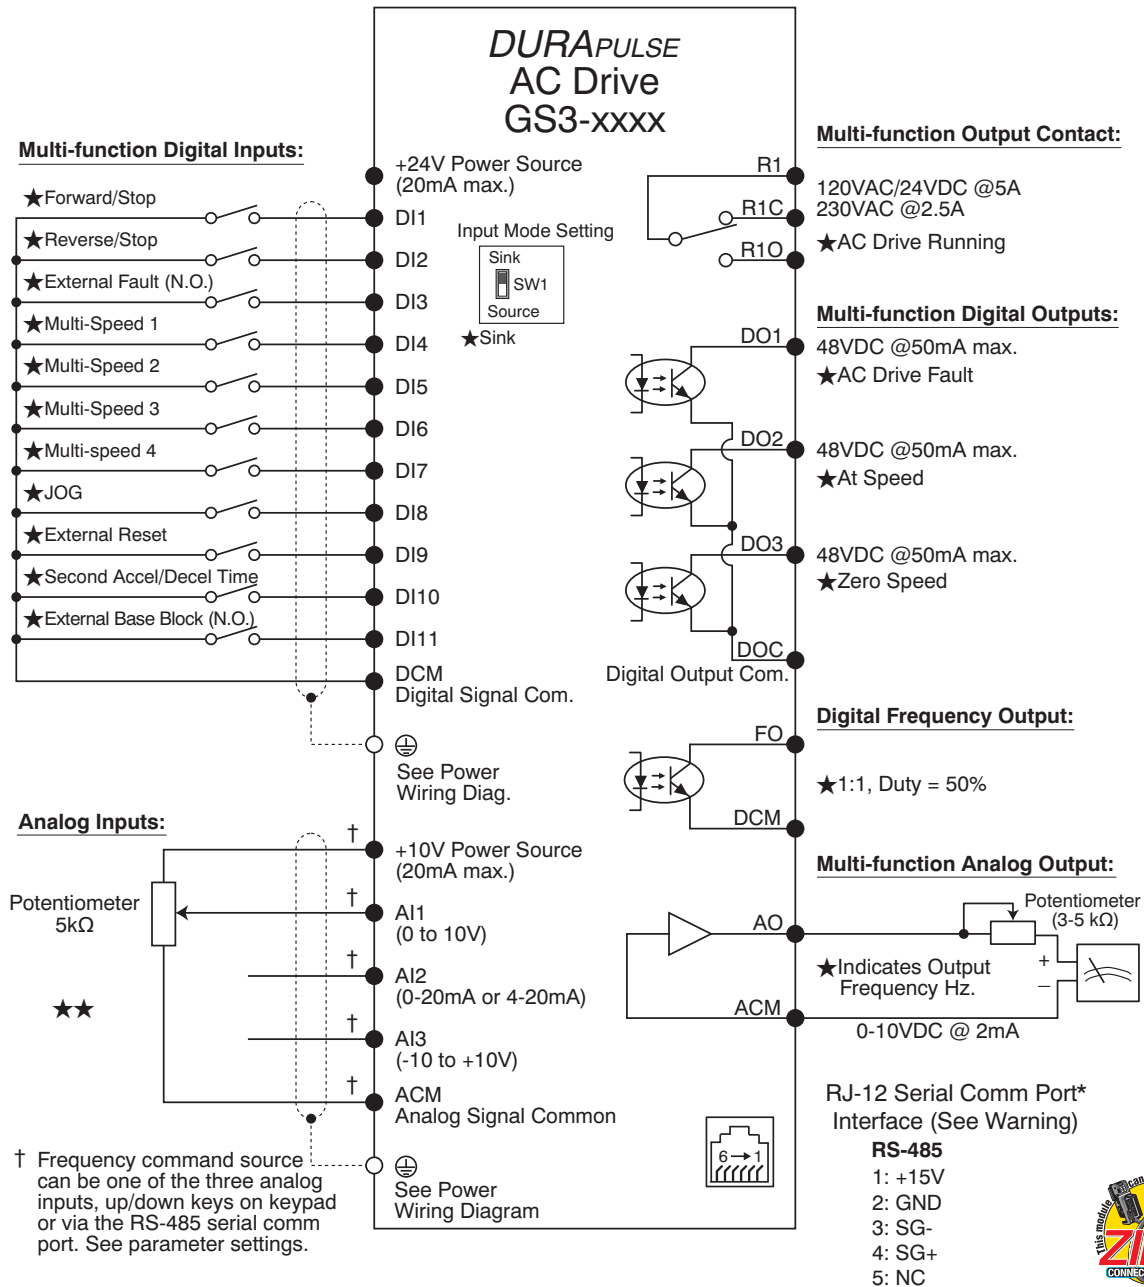 DURAPULSE
AC Drive
GS3-xxxx
Multi-function Digital Inputs:
★Forward/Stop
★Reverse/Stop
★External Fault (N.O.)
★Multi-Speed 1
★Multi-Speed 2
★Multi-Speed 3
★Multi-speed 4
★JOG
★External Reset
★Second Accel/Decel Time
★External Base Block (N.O.)
+24V Power Source
(20mA max.)
DI1
DI2
DI3
DI4
DI5
DI6
DI7
DI8
DI9
DI10
DI11
DCM
Digital Signal Com.
See Power
Wiring Diag.
Input Mode Setting
Sink
SW1
Source
★Sink
Analog Inputs:
Potentiometer
5kΩ
★★
†
+10V Power Source
(20mA max.)
†
AI1
(0 to 10V)
†
AI2
(0-20mA or 4-20mA)
†
AI3
(-10 to +10V)
†
ACM
Analog Signal Common
See Power
Wiring Diagram
† Frequency command source
can be one of the three analog
inputs, up/down keys on keypad
or via the RS-485 serial comm
port. See parameter settings.
R1
R1C
R1O
Multi-function Output Contact:
120VAC/24VDC @5A
230VAC @2.5A
★AC Drive Running
Multi-function Digital Outputs:
DO1
48VDC @50mA max.
★AC Drive Fault
DO2
48VDC @50mA max.
★At Speed
DO3
48VDC @50mA max.
★Zero Speed
DOC
Digital Output Com.
Digital Frequency Output:
FO
★1:1, Duty = 50%
DCM
Multi-function Analog Output:
Potentiometer
(3-5 kΩ)
AO
+
–
★Indicates Output
Frequency Hz.
ACM
0-10VDC @ 2mA
6→1
RJ-12 Serial Comm Port*
Interface (See Warning)
RS-485
1: +15V
2: GND
3: SG-
4: SG+
5: NC
This module